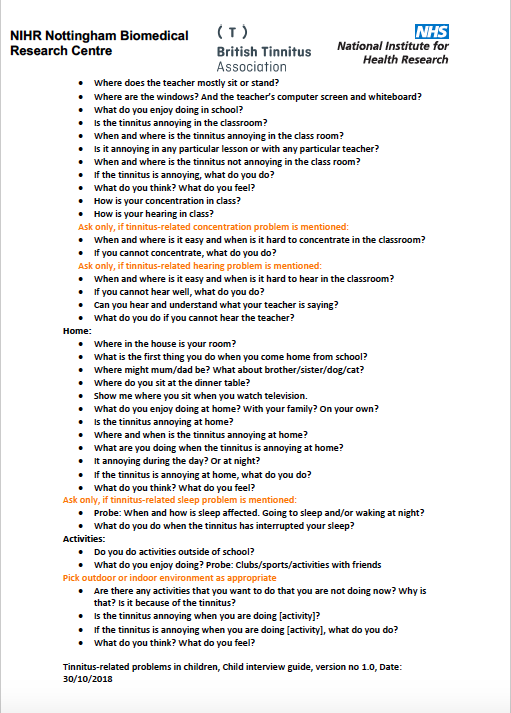 NIHR Nottingham Biomedical
Research Centre
( T )
British Tinnitus
Association
NHS
National Institute for
Health Research
• Where does the teacher mostly sit or stand?
• Where are the windows? And the teacher's computer screen and whiteboard?
• What do you enjoy doing in school?
• Is the tinnitus annoying in the classroom?
• When and where is the tinnitus annoying in the class room?
• Is it annoying in any particular lesson or with any particular teacher?
• When and where is the tinnitus not annoying in the class room?
• If the tinnitus is annoying, what do you do?
• What do you think? What do you feel?
• How is your concentration in class?
• How is your hearing in class?
Ask only, if tinnitus-related concentration problem is mentioned:
• When and where is it easy and when is it hard to concentrate in the classroom?
• If you cannot concentrate, what do you do?
Ask only, if tinnitus-related hearing problem is mentioned:
• When and where is it easy and when is it hard to hear in the classroom?
• If you cannot hear well, what do you do?
• Can you hear and understand what your teacher is saying?
• What do you do if you cannot hear the teacher?
Home:
• Where in the house is your room?
• What is the first thing you do when you come home from school?
• Where might mum/dad be? What about brother/sister/dog/cat?
• Where do you sit at the dinner table?
• Show me where you sit when you watch television.
• What do you enjoy doing at home? With your family? On your own?
• Is the tinnitus annoying at home?
• Where and when is the tinnitus annoying at home?
• What are you doing when the tinnitus is annoying at home?
• It annoying during the day? Or at night?
• If the tinnitus is annoying at home, what do you do?
• What do you think? What do you feel?
Ask only, if tinnitus-related sleep problem is mentioned:
• Probe: When and how is sleep affected. Going to sleep and/or waking at night?
• What do you do when the tinnitus has interrupted your sleep?
Activities:
• Do you do activities outside of school?
• What do you enjoy doing? Probe: Clubs/sports/activities with friends
Pick outdoor or indoor environment as appropriate
• Are there any activities that you want to do that you are not doing now? Why is
that? Is it because of the tinnitus?
• Is the tinnitus annoying when you are doing [activity]?
• If the tinnitus is annoying when you are doing [activity], what do you do?
• What do you think? What do you feel?
Tinnitus-related problems in children, Child interview guide, version no 1.0, Date:
30/10/2018